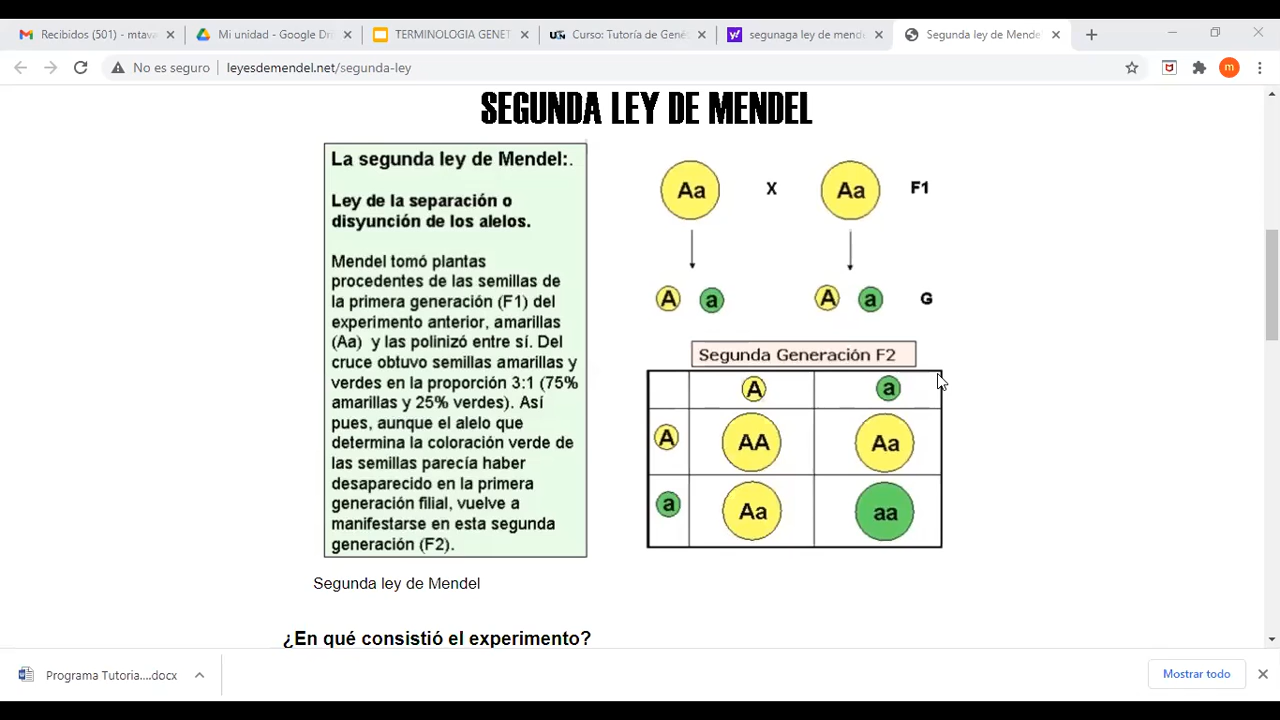 Recibidos (501) - mtava
Mi unidad - Google Dri
TERMINOLOGIA GENET
Curso: Tutoría de Gené
segunaga ley de mende
Segunda ley de Mende
No es seguro
leyesdemendel.net/segunda-ley
m
SEGUNDA LEY DE MENDEL
La segunda ley de Mendel:.
Ley de la separación o
disyunción de los alelos.
Mendel tomó plantas
procedentes de las semillas de
la primera generación (F1) del
experimento anterior, amarillas
(Aa) y las polinizó entre sí. Del
cruce obtuvo semillas amarillas y
verdes en la proporción 3:1 (75%
amarillas y 25% verdes). Así
pues, aunque el alelo que
determina la coloración verde de
las semillas parecía haber
desaparecido en la primera
generación filial, vuelve a
manifestarse en esta segunda
generación (F2).
Aa X Aa F1
A a A a G
Segunda Generación F2
A a
A AA Aa
a Aa aa
Segunda ley de Mendel
¿En qué consistió el experimento?
Programa Tutoria....docx
Mostrar todo